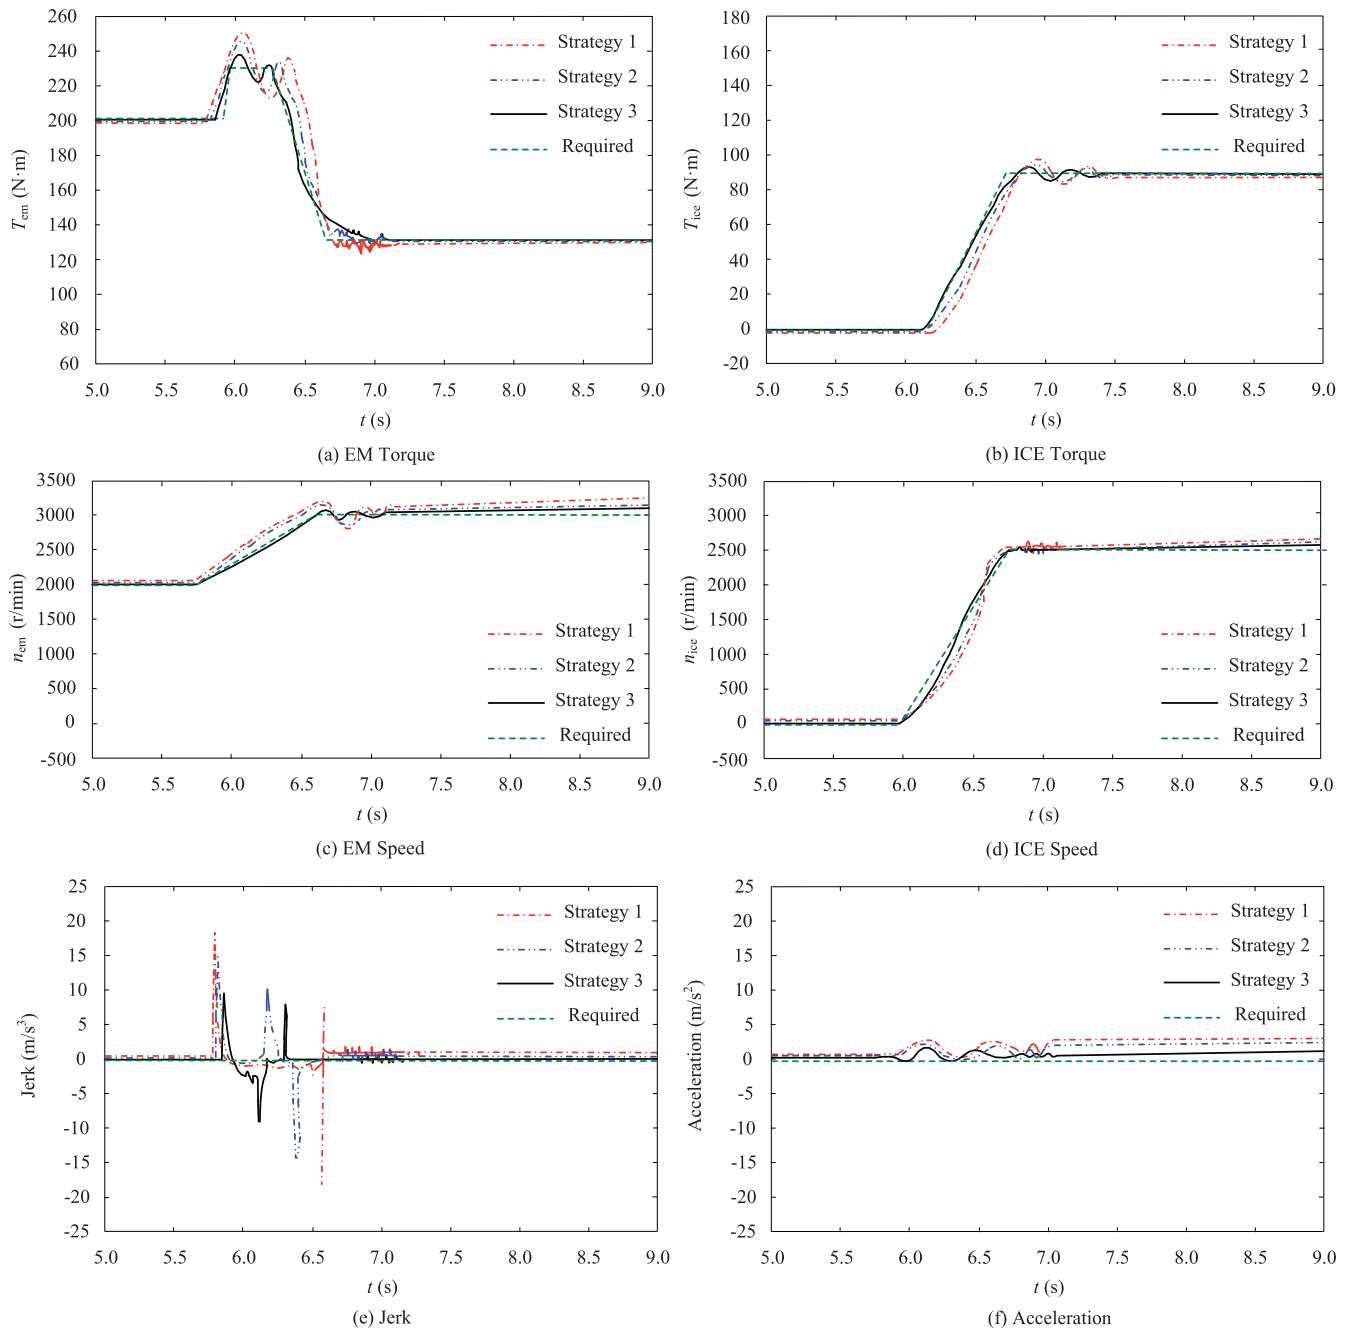 260
240
220
200
180
160
140
120
100
80
60
T_em (N·m)
Strategy 1
Strategy 2
Strategy 3
Required
5.0 5.5 6.0 6.5 7.0 7.5 8.0 8.5 9.0
t (s)
(a) EM Torque
180
160
140
120
100
80
60
40
20
0
-20
T_ice (N·m)
Strategy 1
Strategy 2
Strategy 3
Required
5.0 5.5 6.0 6.5 7.0 7.5 8.0 8.5 9.0
t (s)
(b) ICE Torque
3500
3000
2500
2000
1500
1000
500
0
-500
n_em (r/min)
Strategy 1
Strategy 2
Strategy 3
Required
5.0 5.5 6.0 6.5 7.0 7.5 8.0 8.5 9.0
t (s)
(c) EM Speed
3500
3000
2500
2000
1500
1000
500
0
-500
n_ice (r/min)
Strategy 1
Strategy 2
Strategy 3
Required
5.0 5.5 6.0 6.5 7.0 7.5 8.0 8.5 9.0
t (s)
(d) ICE Speed
25
20
15
10
5
0
-5
-10
-15
-20
-25
Jerk (m/s³)
Strategy 1
Strategy 2
Strategy 3
Required
5.0 5.5 6.0 6.5 7.0 7.5 8.0 8.5 9.0
t (s)
(e) Jerk
25
20
15
10
5
0
-5
-10
-15
-20
-25
Acceleration (m/s²)
Strategy 1
Strategy 2
Strategy 3
Required
5.0 5.5 6.0 6.5 7.0 7.5 8.0 8.5 9.0
t (s)
(f) Acceleration